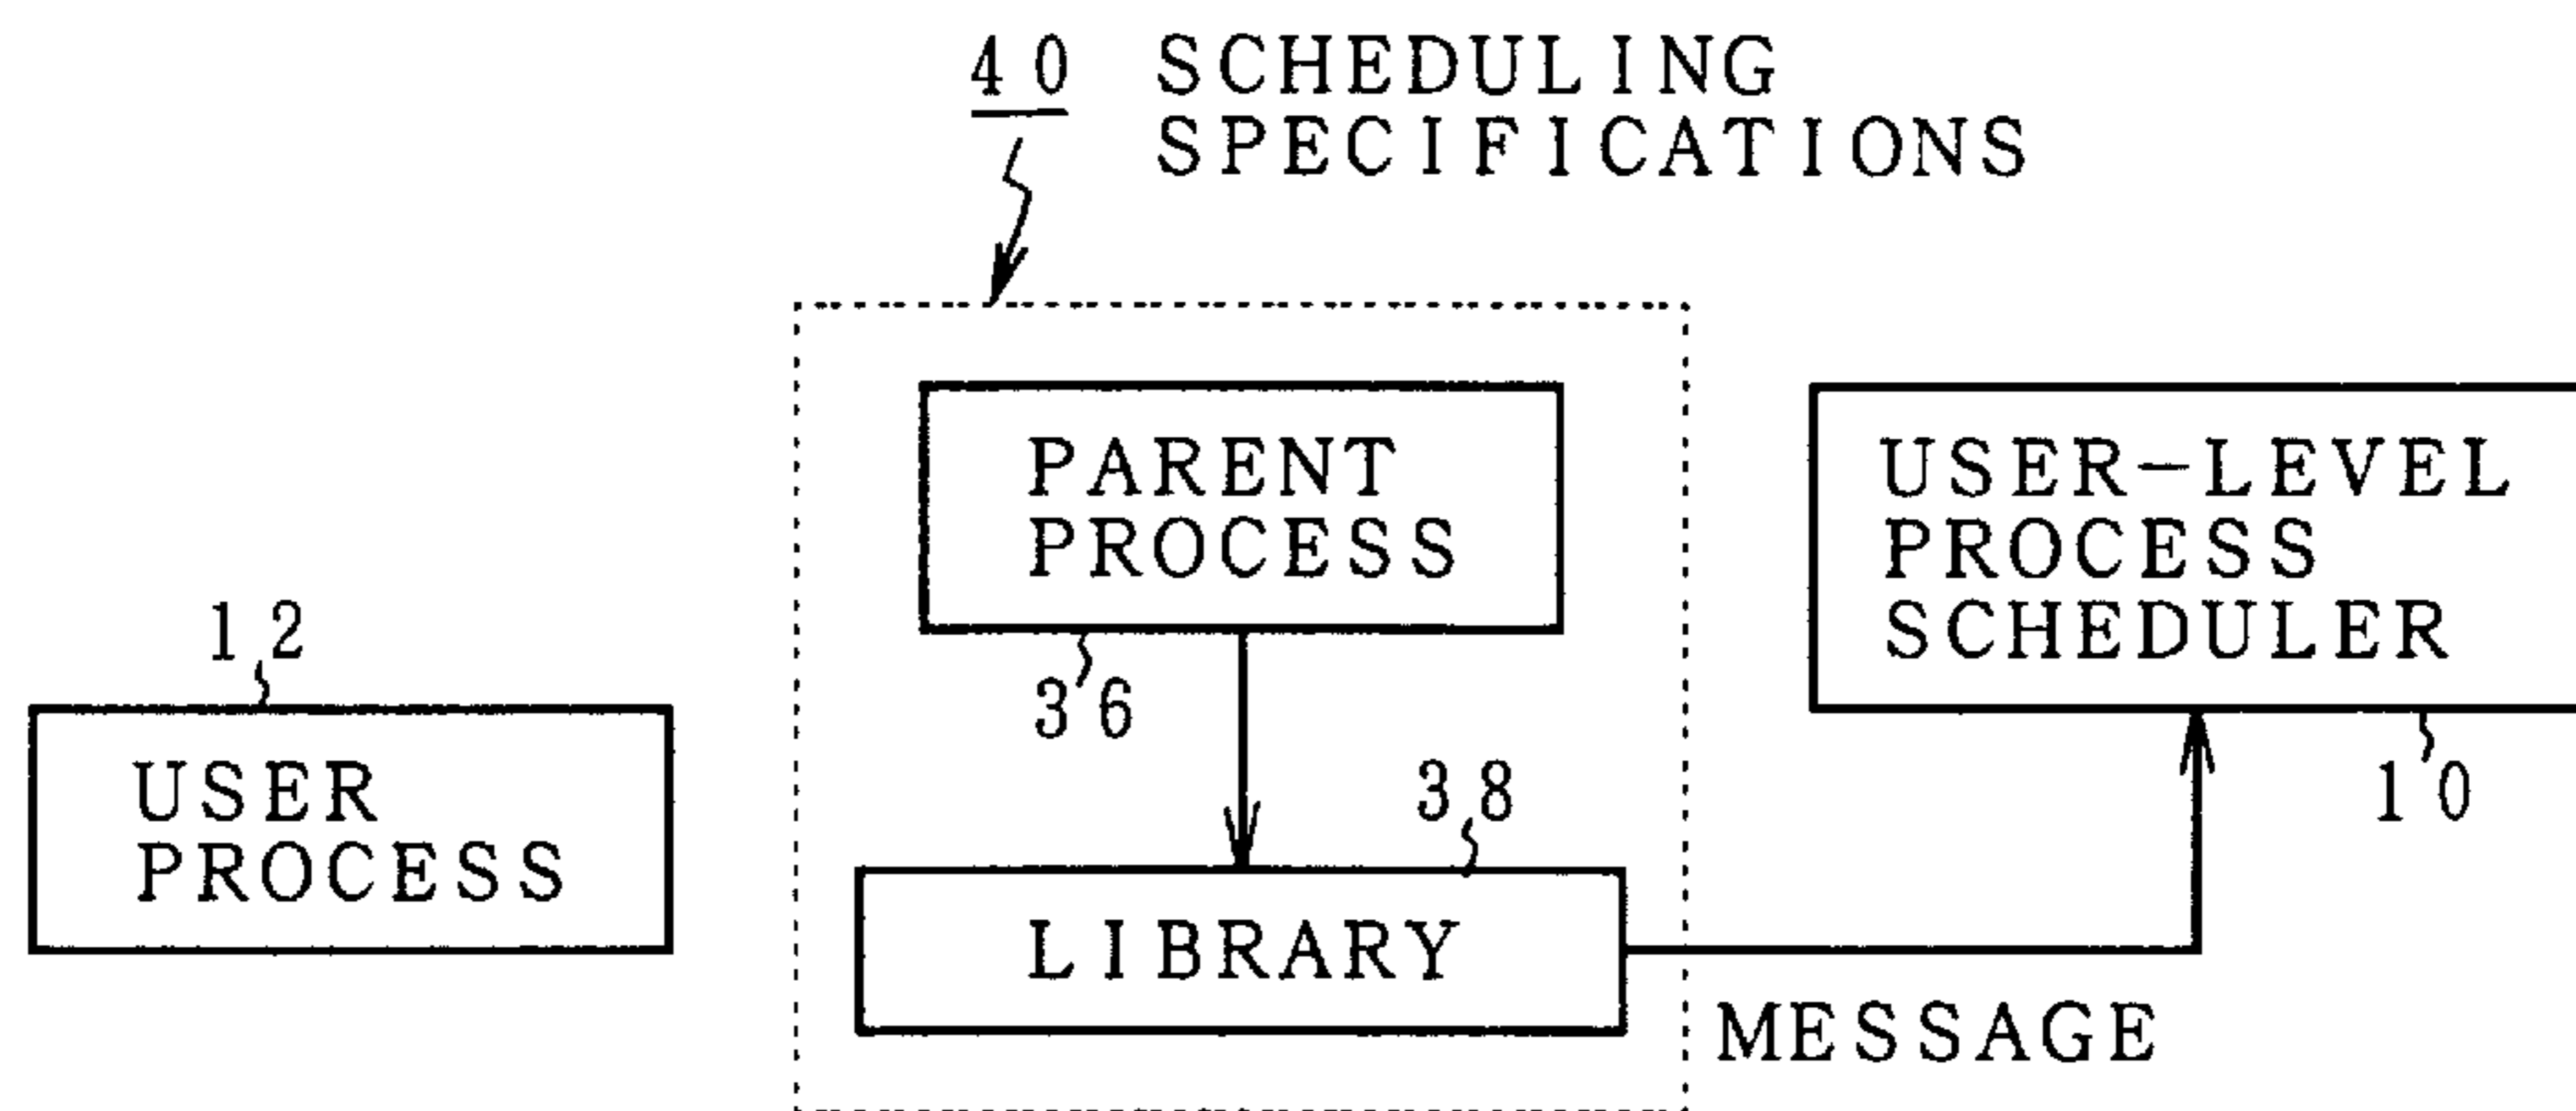 40 SCHEDULING
SPECIFICATIONS
PARENT
PROCESS
36
USER-LEVEL
PROCESS
SCHEDULER
10
12
USER
PROCESS
38
LIBRARY
MESSAGE